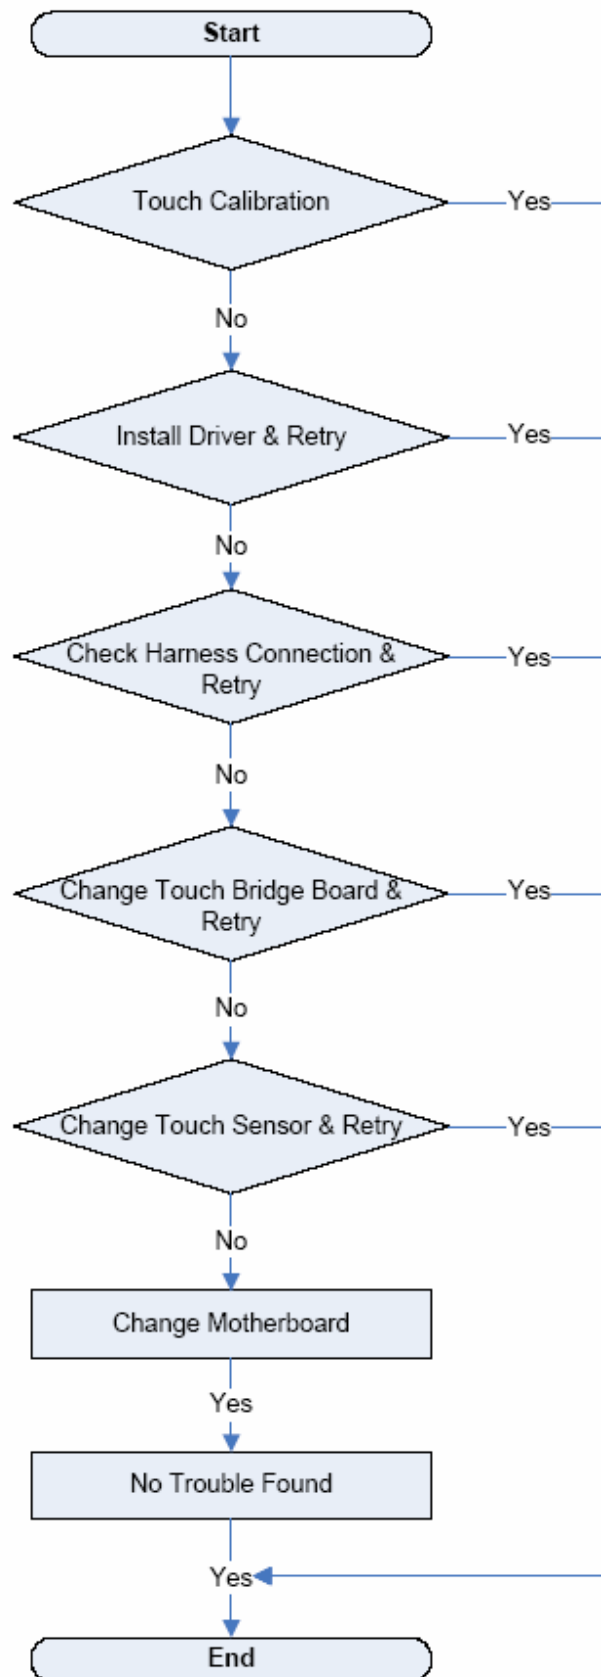 Start
Touch Calibration
Yes
No
Install Driver & Retry
Yes
No
Check Harness Connection &
Retry
Yes
No
Change Touch Bridge Board &
Retry
Yes
No
Change Touch Sensor & Retry
Yes
No
Change Motherboard
Yes
No Trouble Found
Yes
End